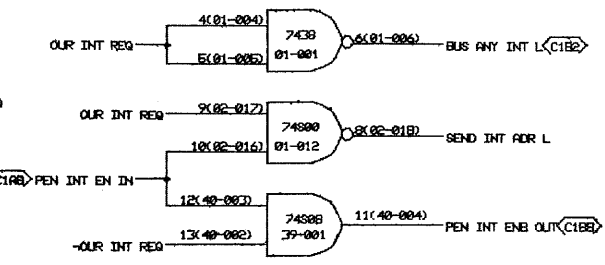 4(01-004)
7438
6(01-006)
OUR INT REQ
BUS ANY INT L
C1B2
5(01-005)
01-001
9(02-017)
OUR INT REQ
74S00
8(02-018)
SEND INT ADR L
10(02-016)
01-012
PEN INT EN IN
12(40-003)
74S08
11(40-004)
PEN INT ENB OUT
13(40-002)
39-001
¬OUR INT REQ